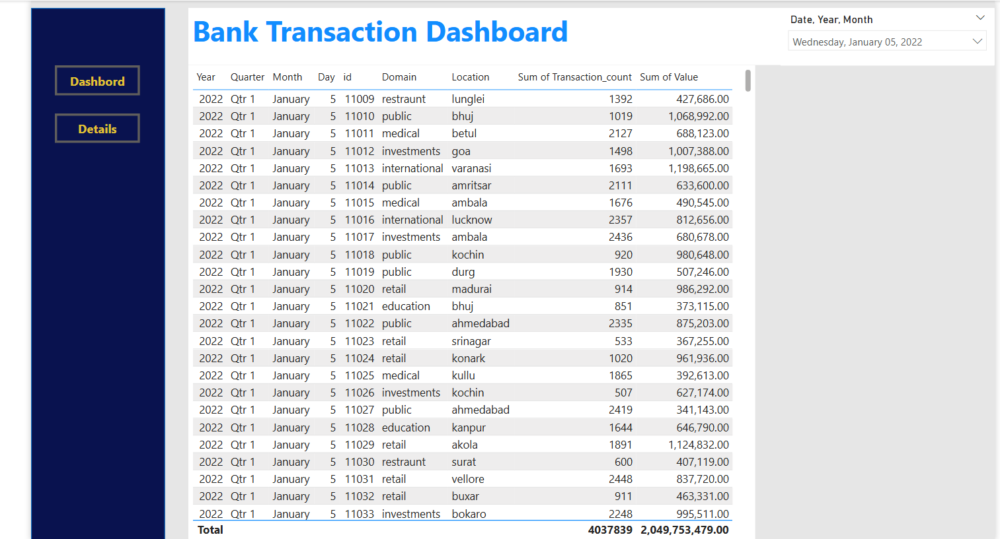 Bank Transaction Dashboard
Date, Year, Month
Wednesday, January 05, 2022
Dashbord
Details
Year Quarter Month Day id Domain Location Sum of Transaction_count Sum of Value
2022 Qtr 1 January 5 11009 restraunt lunglei 1392 427,686.00
2022 Qtr 1 January 5 11010 public bhuj 1019 1,068,992.00
2022 Qtr 1 January 5 11011 medical betul 2127 688,123.00
2022 Qtr 1 January 5 11012 investments goa 1498 1,007,388.00
2022 Qtr 1 January 5 11013 international varanasi 1693 1,198,665.00
2022 Qtr 1 January 5 11014 public amritsar 2111 633,600.00
2022 Qtr 1 January 5 11015 medical ambala 1676 490,545.00
2022 Qtr 1 January 5 11016 international lucknow 2357 812,656.00
2022 Qtr 1 January 5 11017 investments ambala 2436 680,678.00
2022 Qtr 1 January 5 11018 public kochin 920 980,648.00
2022 Qtr 1 January 5 11019 public durg 1930 507,246.00
2022 Qtr 1 January 5 11020 retail madurai 914 986,292.00
2022 Qtr 1 January 5 11021 education bhuj 851 373,115.00
2022 Qtr 1 January 5 11022 public ahmedabad 2335 875,203.00
2022 Qtr 1 January 5 11023 retail srinagar 533 367,255.00
2022 Qtr 1 January 5 11024 retail konark 1020 961,936.00
2022 Qtr 1 January 5 11025 medical kullu 1865 392,613.00
2022 Qtr 1 January 5 11026 investments kochin 507 627,174.00
2022 Qtr 1 January 5 11027 public ahmedabad 2419 341,143.00
2022 Qtr 1 January 5 11028 education kanpur 1644 646,790.00
2022 Qtr 1 January 5 11029 retail akola 1891 1,124,832.00
2022 Qtr 1 January 5 11030 restraunt surat 600 407,119.00
2022 Qtr 1 January 5 11031 retail vellore 2448 837,720.00
2022 Qtr 1 January 5 11032 retail buxar 911 463,331.00
2022 Qtr 1 January 5 11033 investments bokaro 2248 995,511.00
Total 4037839 2,049,753,479.00